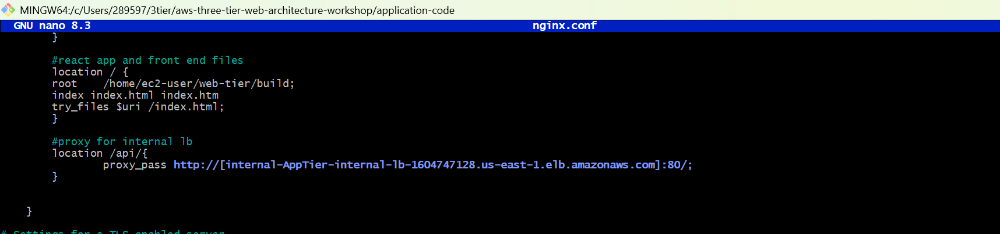 MINGW64:/c/Users/289597/3tier/aws-three-tier-web-architecture-workshop/application-code
GNU nano 8.3 nginx.conf
}
#react app and front end files
location / {
root    /home/ec2-user/web-tier/build;
index index.html index.htm
try_files $uri /index.html;
}
#proxy for internal lb
location /api/{
proxy_pass http://[internal-AppTier-internal-lb-1604747128.us-east-1.elb.amazonaws.com]:80/;
}
}
# Settings for a TLS enabled server